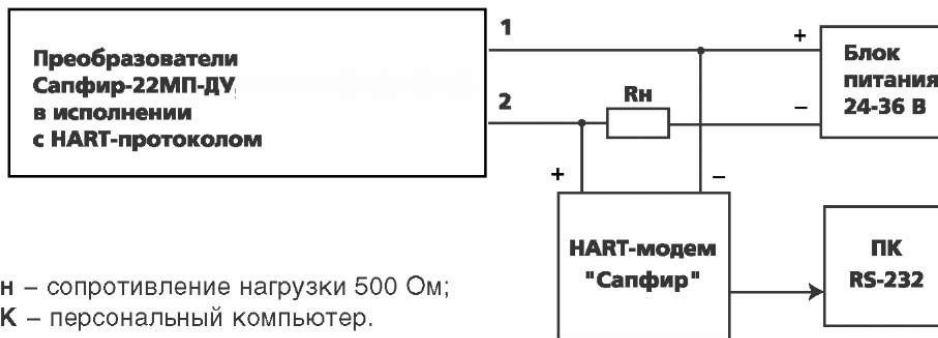 Преобразователи
Сапфир-22МП-ДУ
в исполнении
с HART-протоколом
1
2
Rн
+
–
Блок
питания
24-36 В
+
–
HART-модем
"Сапфир"
ПК
RS-232
н – сопротивление нагрузки 500 Ом;
К – персональный компьютер.